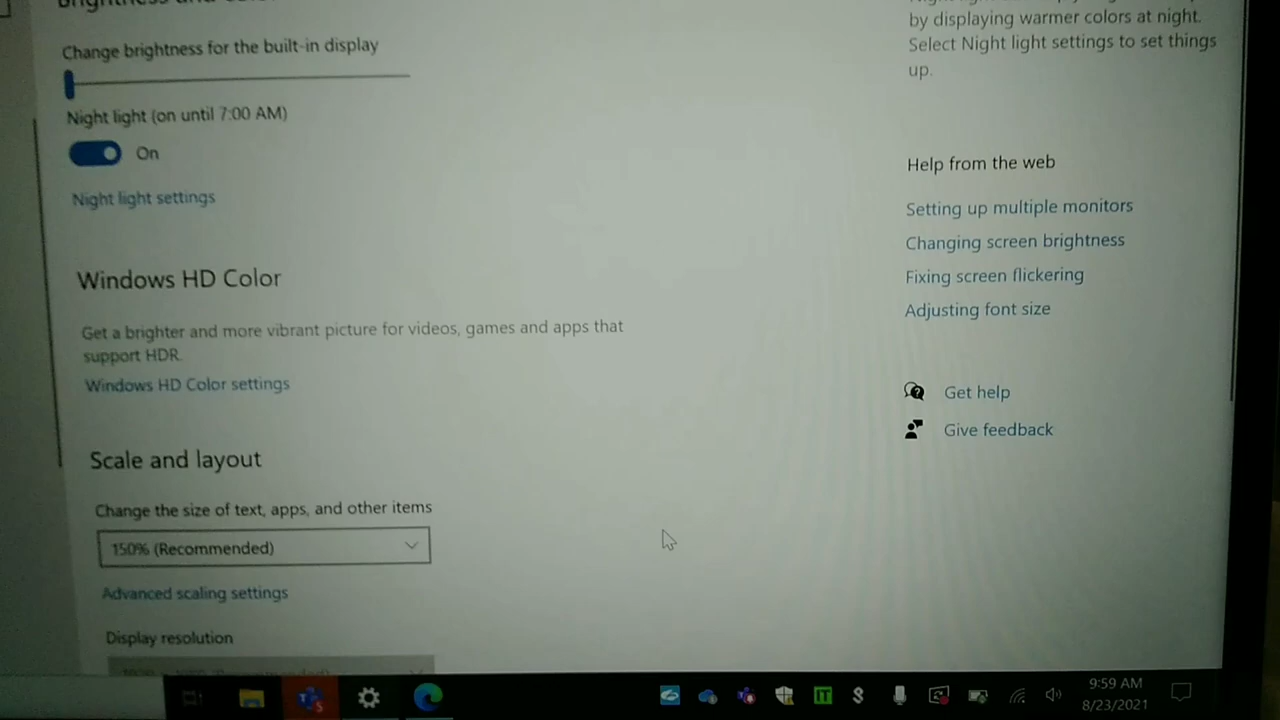 Brightness and
Change brightness for the built-in display
Night light (on until 7:00 AM)
On
Night light settings
Windows HD Color
Get a brighter and more vibrant picture for videos, games and apps that
support HDR.
Windows HD Color settings
Scale and layout
Change the size of text, apps, and other items
150% (Recommended)
Advanced scaling settings
Display resolution
by displaying warmer colors at night.
Select Night light settings to set things
up.
Help from the web
Setting up multiple monitors
Changing screen brightness
Fixing screen flickering
Adjusting font size
Get help
Give feedback
9:59 AM
8/23/2021